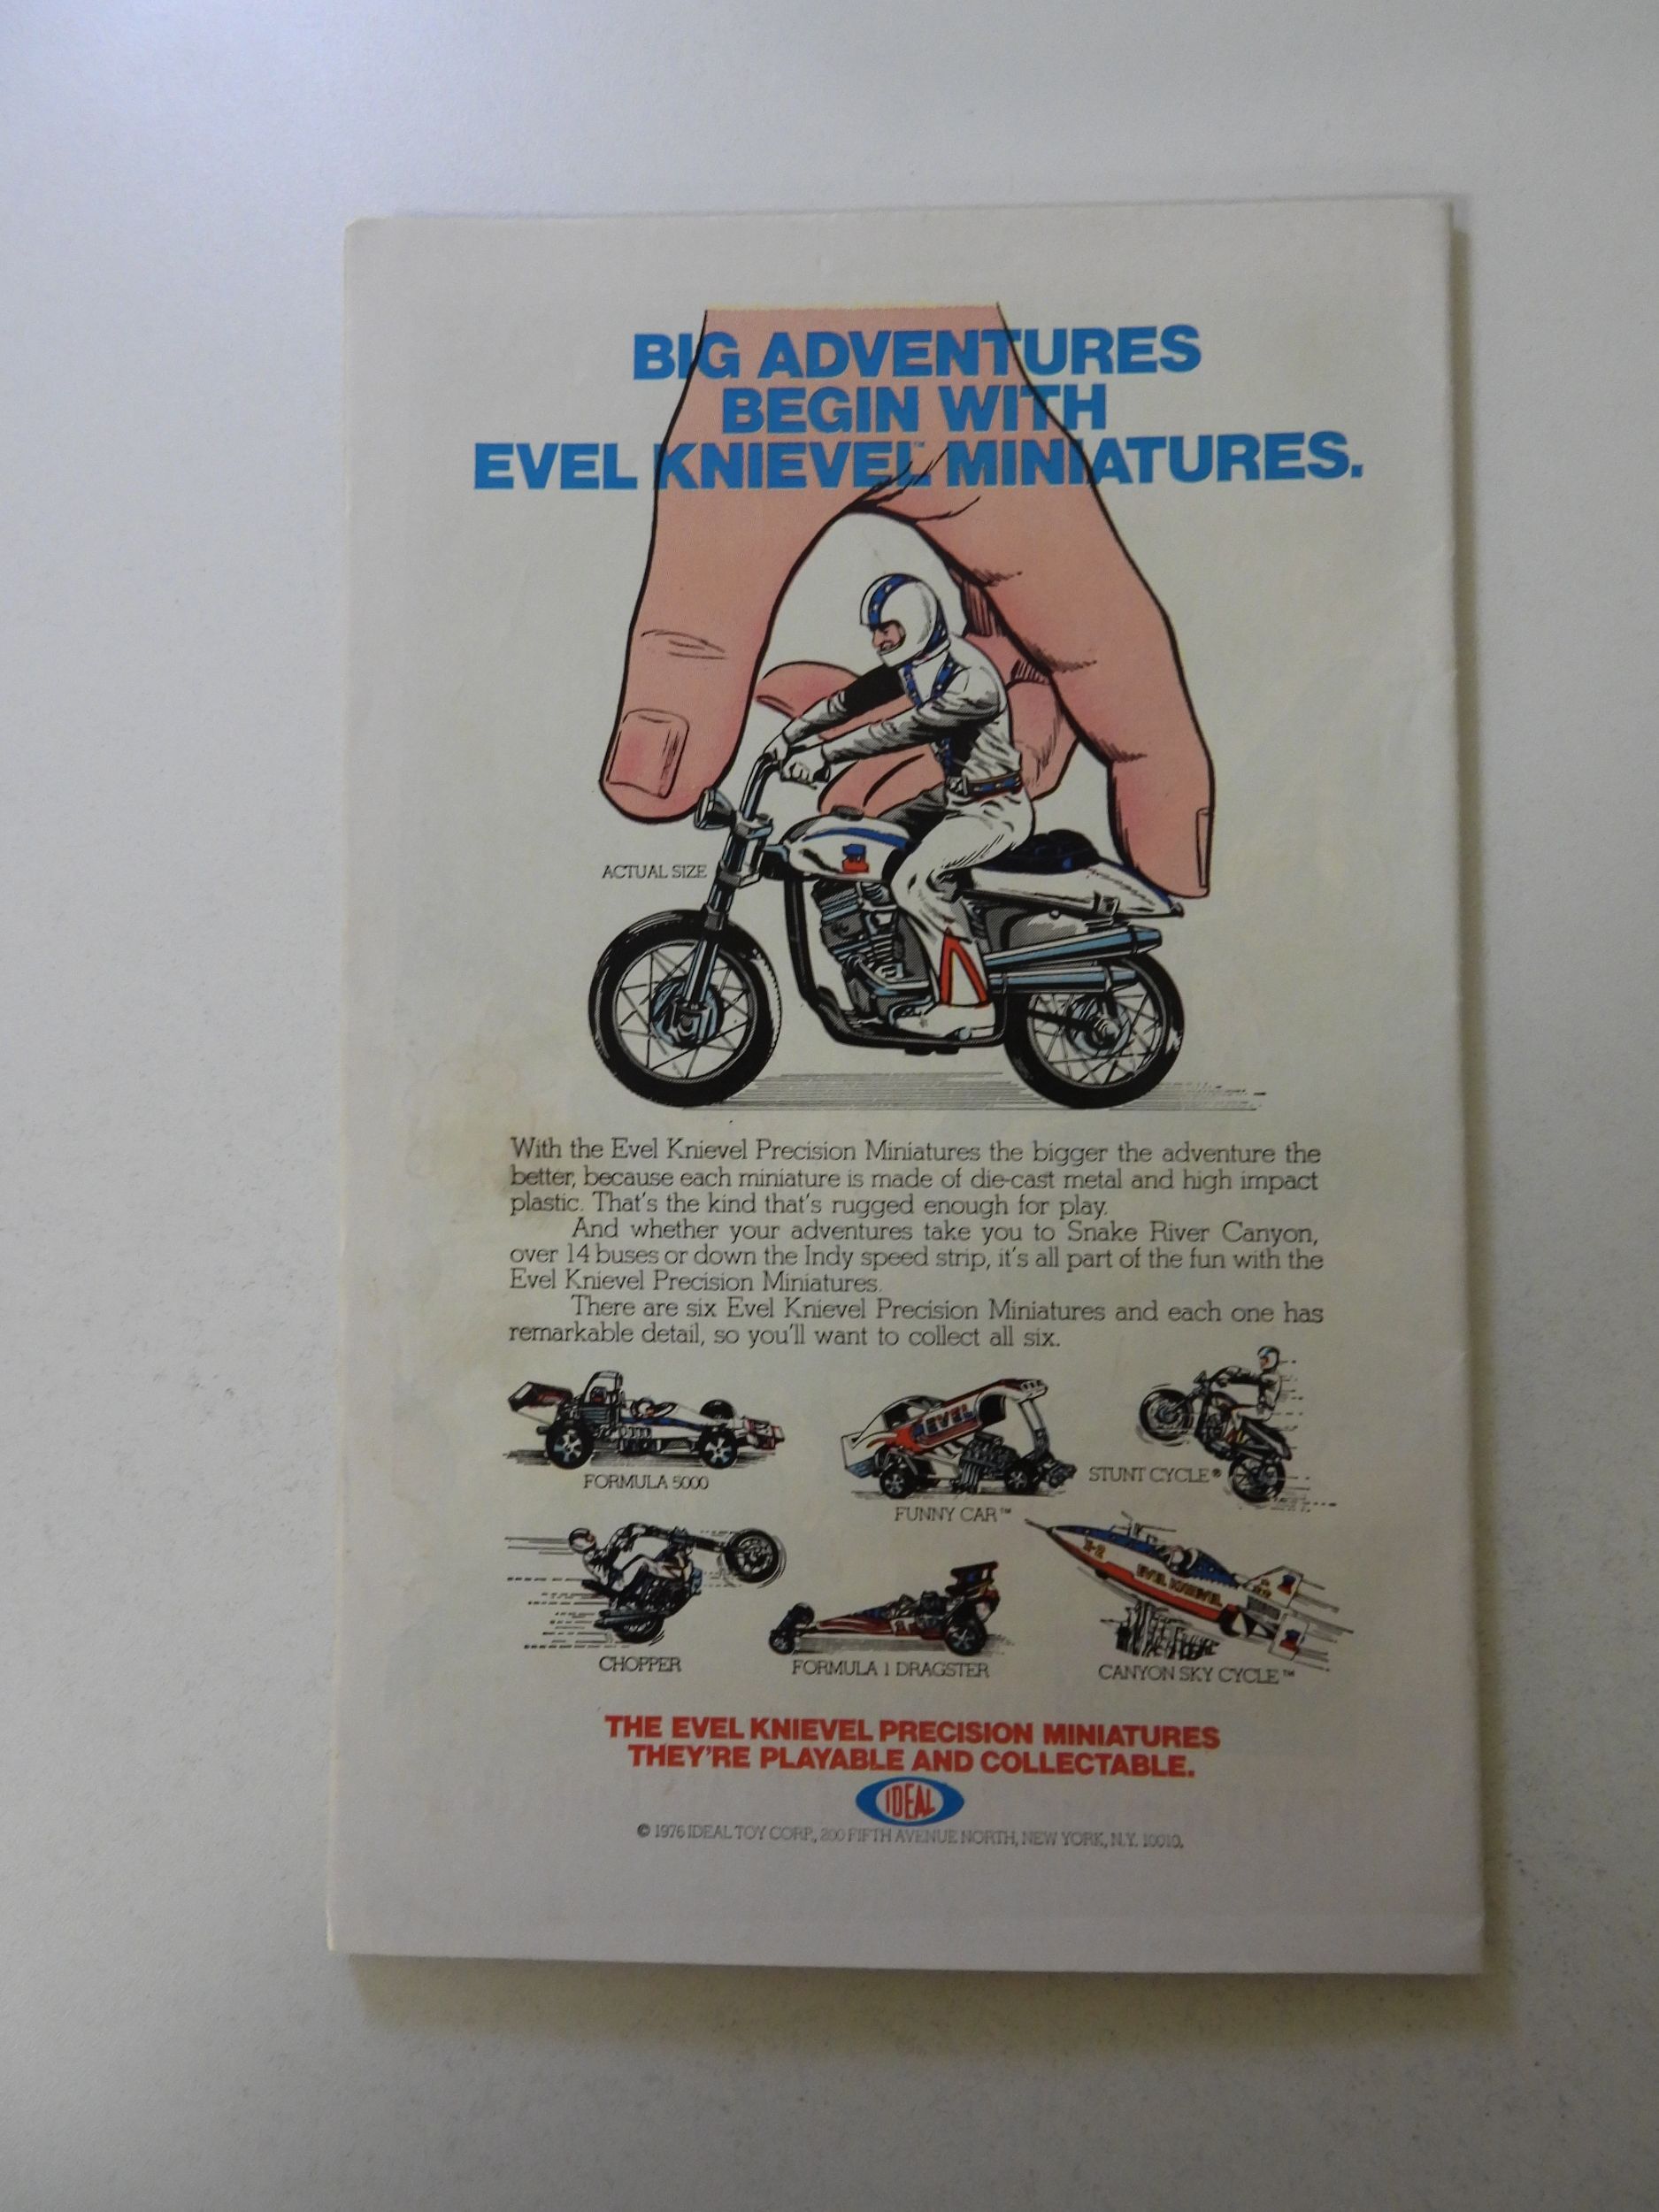 BIG ADVENTURES
BEGIN WITH
EVEL KNIEVEL™ MINIATURES.
ACTUAL SIZE
With the Evel Knievel Precision Miniatures the bigger the adventure the
better, because each miniature is made of die-cast metal and high impact
plastic. That's the kind that's rugged enough for play.
And whether your adventures take you to Snake River Canyon,
over 14 buses or down the Indy speed strip, it's all part of the fun with the
Evel Knievel Precision Miniatures.
There are six Evel Knievel Precision Miniatures and each one has
remarkable detail, so you'll want to collect all six.
FORMULA 5000
EVEL
FUNNY CAR™
STUNT CYCLE®
CHOPPER
FORMULA 1 DRAGSTER
X-2
EVEL KNIEVEL
CANYON SKY CYCLE™
THE EVEL KNIEVEL PRECISION MINIATURES
THEY'RE PLAYABLE AND COLLECTABLE.
IDEAL
© 1976 IDEAL TOY CORP., 200 FIFTH AVENUE NORTH, NEW YORK, N.Y. 10010.